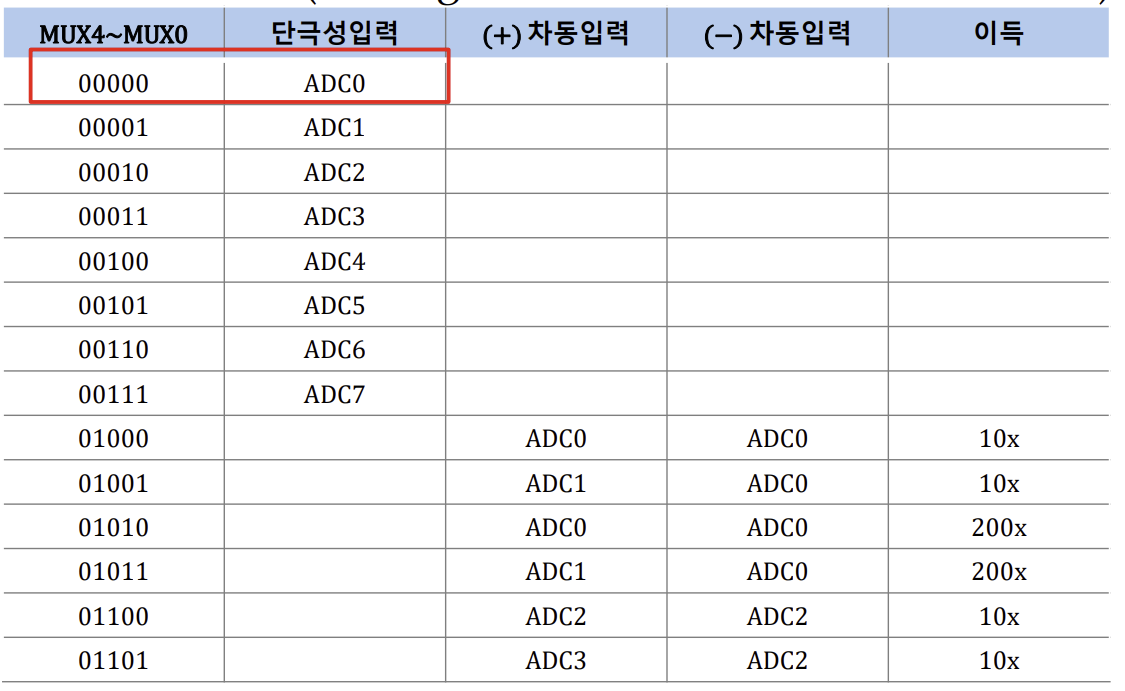 MUX4~MUX0 단극성입력 (+) 차동입력 (−) 차동입력 이득
00000 ADC0
00001 ADC1
00010 ADC2
00011 ADC3
00100 ADC4
00101 ADC5
00110 ADC6
00111 ADC7
01000 ADC0 ADC0 10x
01001 ADC1 ADC0 10x
01010 ADC0 ADC0 200x
01011 ADC1 ADC0 200x
01100 ADC2 ADC2 10x
01101 ADC3 ADC2 10x